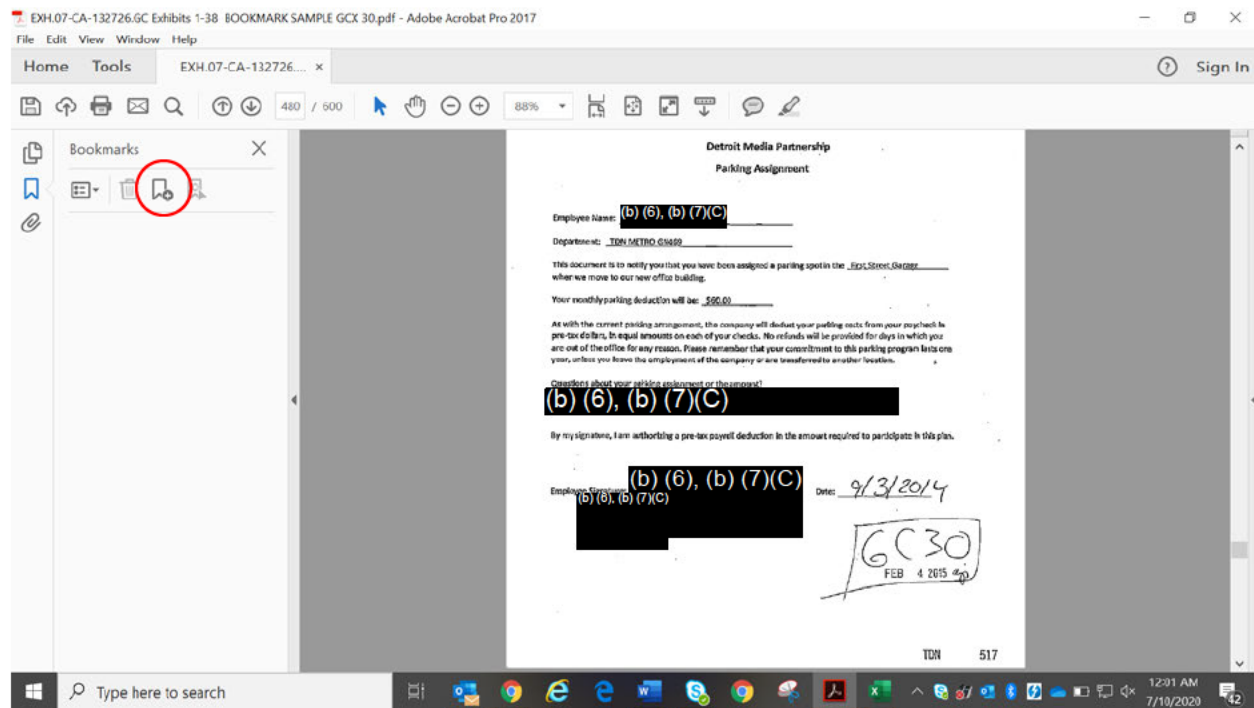 EXH.07-CA-132726.GC Exhibits 1-38 BOOKMARK SAMPLE GCX 30.pdf - Adobe Acrobat Pro 2017
File Edit View Window Help
Home Tools EXH.07-CA-132726.... × Sign In
480 / 600 88%
Bookmarks
Detroit Media Partnership
Parking Assignment
Employee Name: (b) (6), (b) (7)(C)
Department: TDN METRO
This document is to notify you that you have been assigned a parking spot in the First Street Garage
when we move to our new office building.
Your monthly parking deduction will be: $60.00
As with the current parking arrangement, the company will deduct your parking costs from your paycheck in
pre-tax dollars, in equal amounts on each of your checks. No refunds will be provided for days in which you
are out of the office for any reason. Please remember that your commitment to this parking program lasts one
year, unless you leave the employment of the company or are transferred to another location.
Questions about your parking assignment or the amount?
(b) (6), (b) (7)(C)
By my signature, I am authorizing a pre-tax payroll deduction in the amount required to participate in this plan.
Employee Signature: (b) (6), (b) (7)(C) Date: 9/3/2014
(b) (6), (b) (7)(C)
GC30
FEB 4 2015
TDN 517
Type here to search
12:01 AM
7/10/2020
42